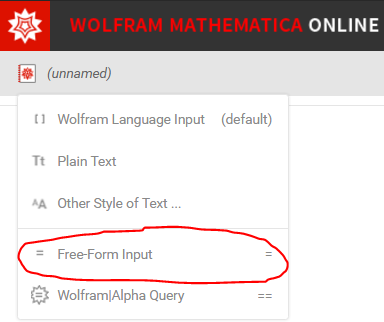 WOLFRAM MATHEMATICA ONLINE
(unnamed)
[ ] Wolfram Language Input (default)
Tt Plain Text
AA Other Style of Text ...
= Free-Form Input =
Wolfram|Alpha Query ==